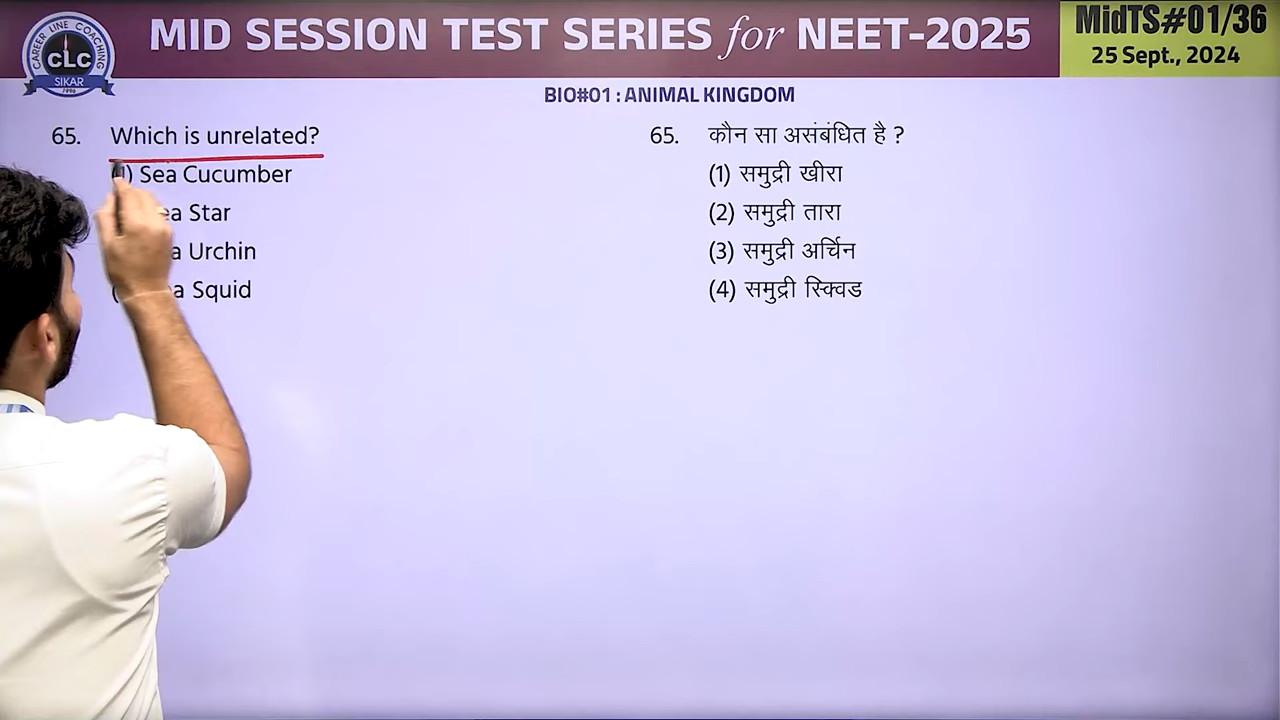 CAREER LINE COACHING
CLC
SIKAR
1996
MID SESSION TEST SERIES for NEET-2025
MidTS#01/36
25 Sept., 2024
BIO#01 : ANIMAL KINGDOM
65. Which is unrelated?
) Sea Cucumber
Star
Urchin
Squid
65. कौन सा असंबंधित है ?
(1) समुद्री खीरा
(2) समुद्री तारा
(3) समुद्री अर्चिन
(4) समुद्री स्क्विड